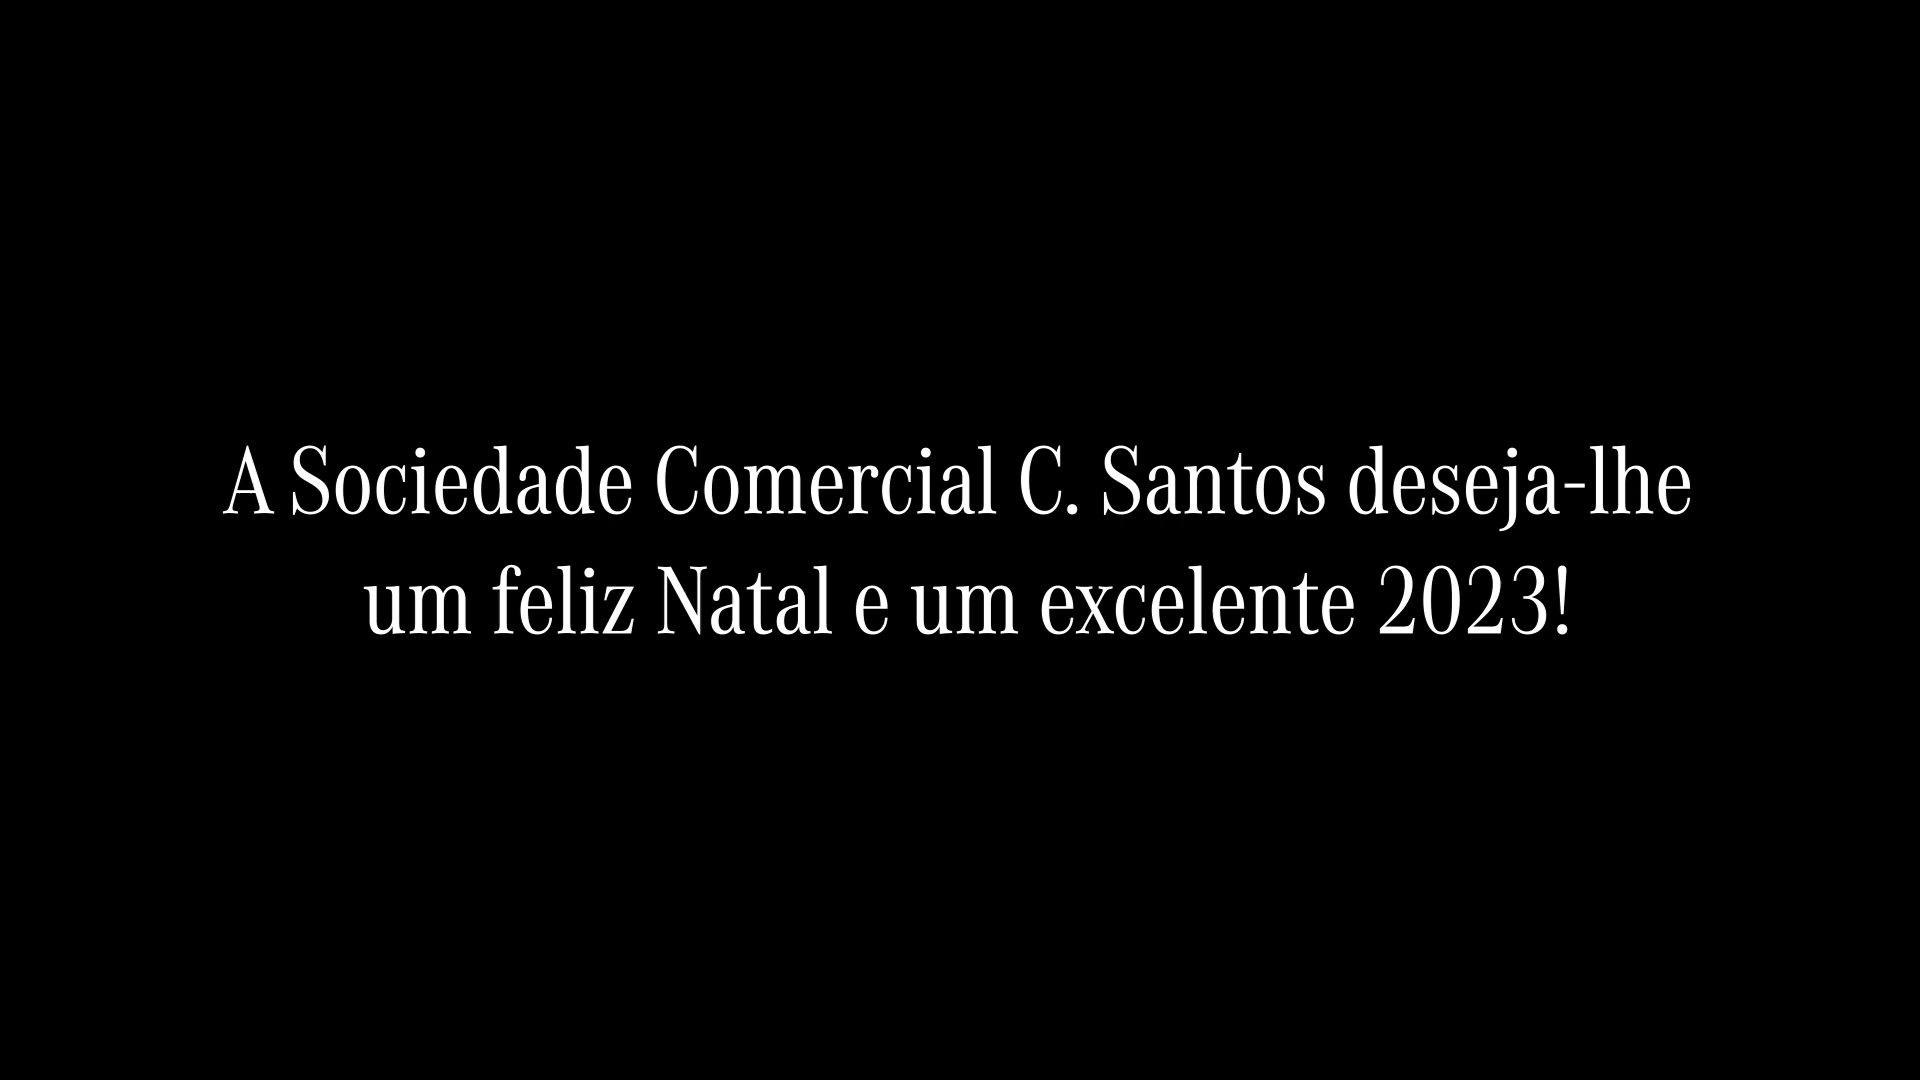 A Sociedade Comercial C. Santos deseja-lhe
um feliz Natal e um excelente 2023!